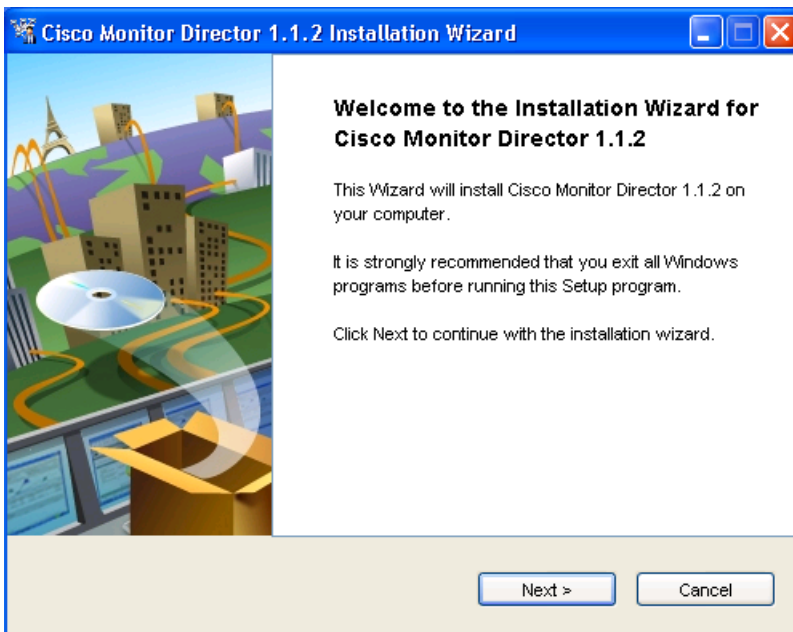 Cisco Monitor Director 1.1.2 Installation Wizard
Welcome to the Installation Wizard for
Cisco Monitor Director 1.1.2
This Wizard will install Cisco Monitor Director 1.1.2 on
your computer.
It is strongly recommended that you exit all Windows
programs before running this Setup program.
Click Next to continue with the installation wizard.
Next >
Cancel